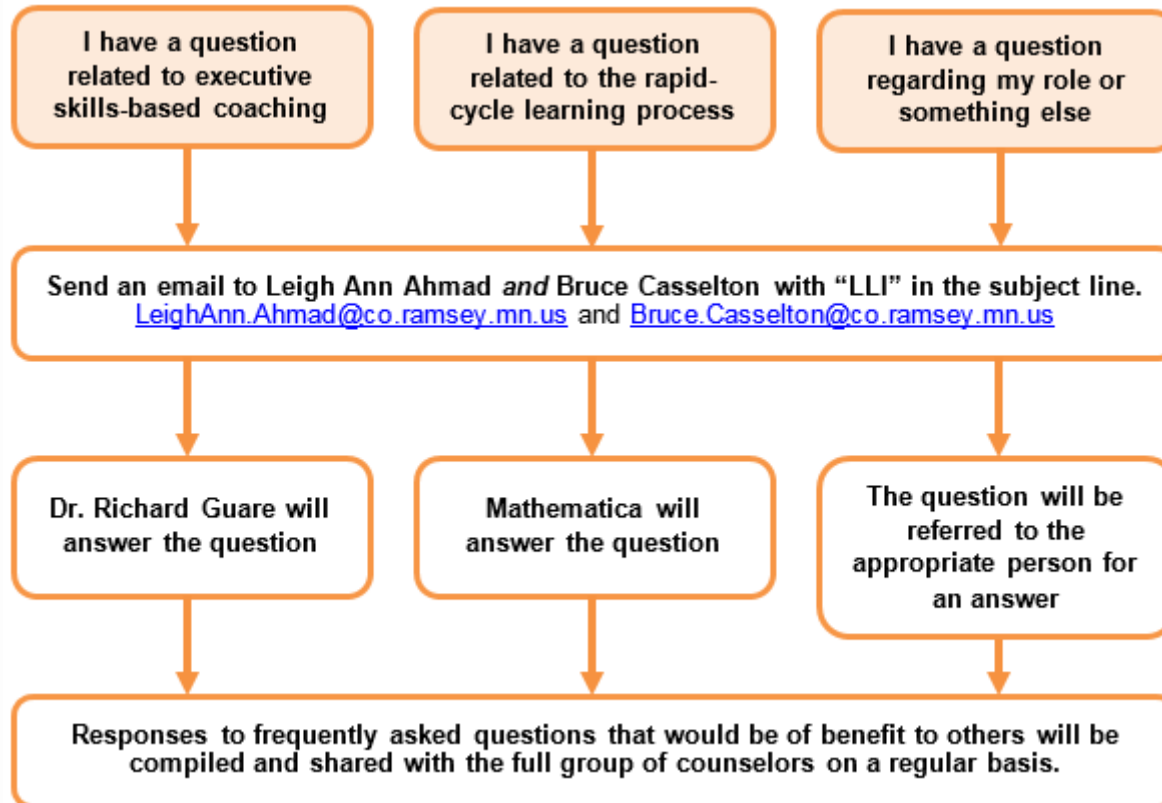 I have a question
related to executive
skills-based coaching
I have a question
related to the rapid-
cycle learning process
I have a question
regarding my role or
something else
Send an email to Leigh Ann Ahmad and Bruce Casselton with “LLI” in the subject line.
LeighAnn.Ahmad@co.ramsey.mn.us and Bruce.Casselton@co.ramsey.mn.us
Dr. Richard Guare will
answer the question
Mathematica will
answer the question
The question will be
referred to the
appropriate person for
an answer
Responses to frequently asked questions that would be of benefit to others will be
compiled and shared with the full group of counselors on a regular basis.